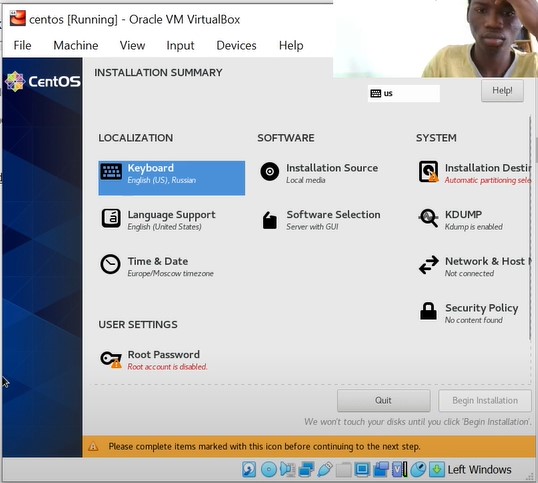 centos [Running] - Oracle VM VirtualBox
File Machine View Input Devices Help
CentOS
INSTALLATION SUMMARY
us
Help!
LOCALIZATION
Keyboard
English (US), Russian
Language Support
English (United States)
Time & Date
Europe/Moscow timezone
SOFTWARE
Installation Source
Local media
Software Selection
Server with GUI
SYSTEM
Installation Destin
Automatic partitioning sele
KDUMP
Kdump is enabled
Network & Host N
Not connected
Security Policy
No content found
USER SETTINGS
Root Password
Root account is disabled.
Quit
Begin Installation
We won't touch your disks until you click 'Begin Installation'.
Please complete items marked with this icon before continuing to the next step.
Left Windows